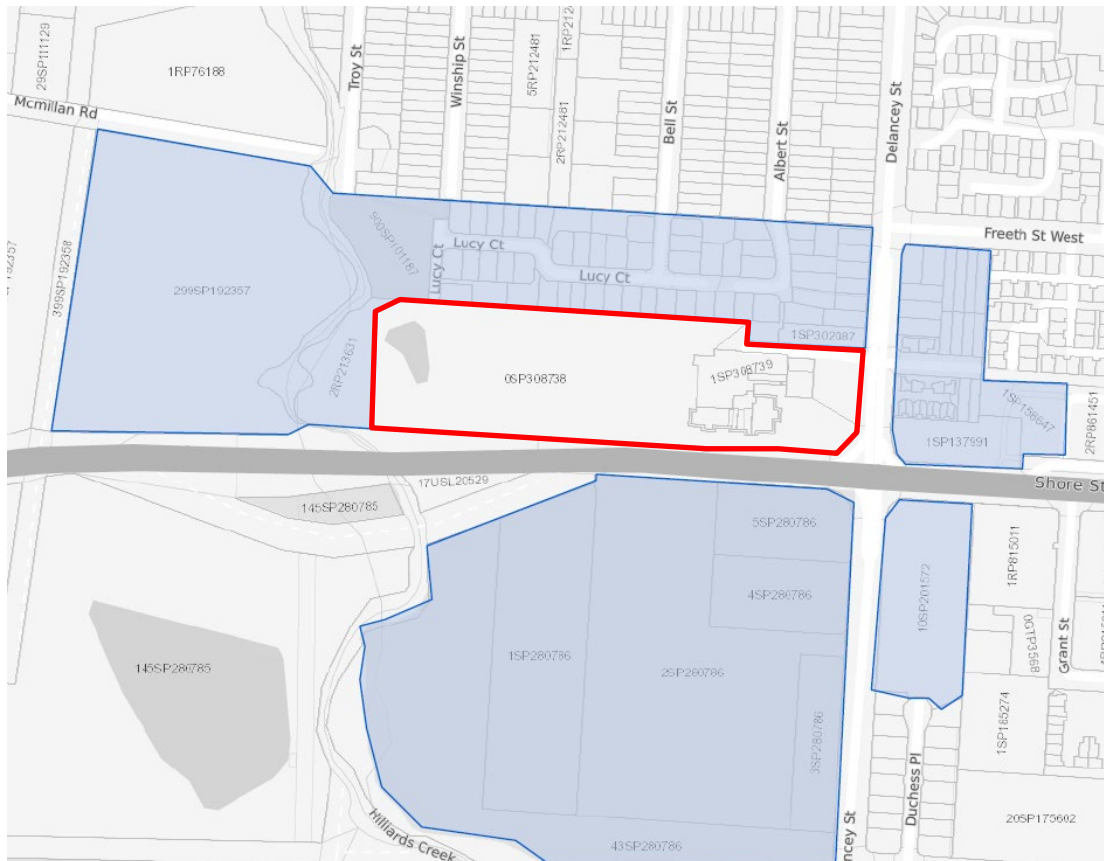 29SP111129
1RP76188
Mcmillan Rd
Troy St
Winship St
5RP212481
2RP212481
1RP212
Bell St
Albert St
Delancey St
Freeth St West
399SP192358
299SP192357
900SP101187
Lucy Ct
Lucy Ct
Lucy Ct
2RP213631
1SP302087
0SP308738
1SP308739
1SP137991
1SP156647
2RP861451
17USL20529
145SP280785
Shore St
5SP280786
4SP280786
1SP280786
2SP280786
3SP280786
10SP201572
1RP815011
0GTP3568
Grant St
145SP280785
1SP165274
Duchess Pl
20SP175602
Hilliards Creek
43SP280786
ncey St